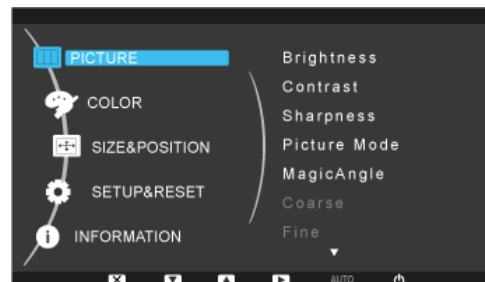 PICTURE
COLOR
SIZE&POSITION
SETUP&RESET
INFORMATION
Brightness
Contrast
Sharpness
Picture Mode
MagicAngle
Coarse
Fine
AUTO